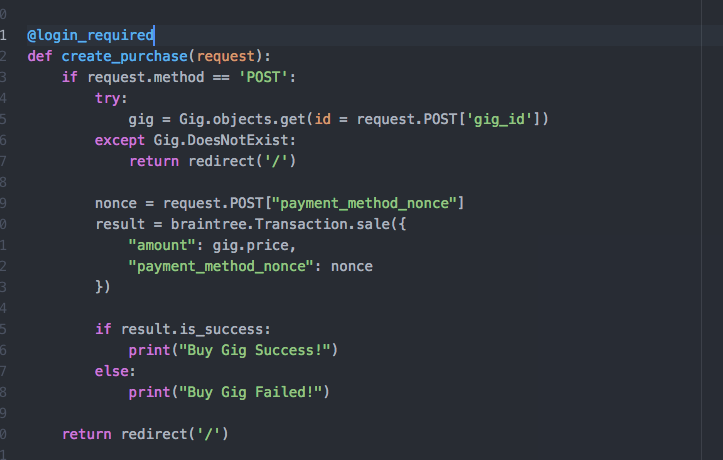 0
1 @login_required
2 def create_purchase(request):
3     if request.method == 'POST':
4         try:
5             gig = Gig.objects.get(id = request.POST['gig_id'])
6         except Gig.DoesNotExist:
7             return redirect('/')
8
9         nonce = request.POST["payment_method_nonce"]
0         result = braintree.Transaction.sale({
1             "amount": gig.price,
2             "payment_method_nonce": nonce
3         })
4
5         if result.is_success:
6             print("Buy Gig Success!")
7         else:
8             print("Buy Gig Failed!")
9
0     return redirect('/')
1